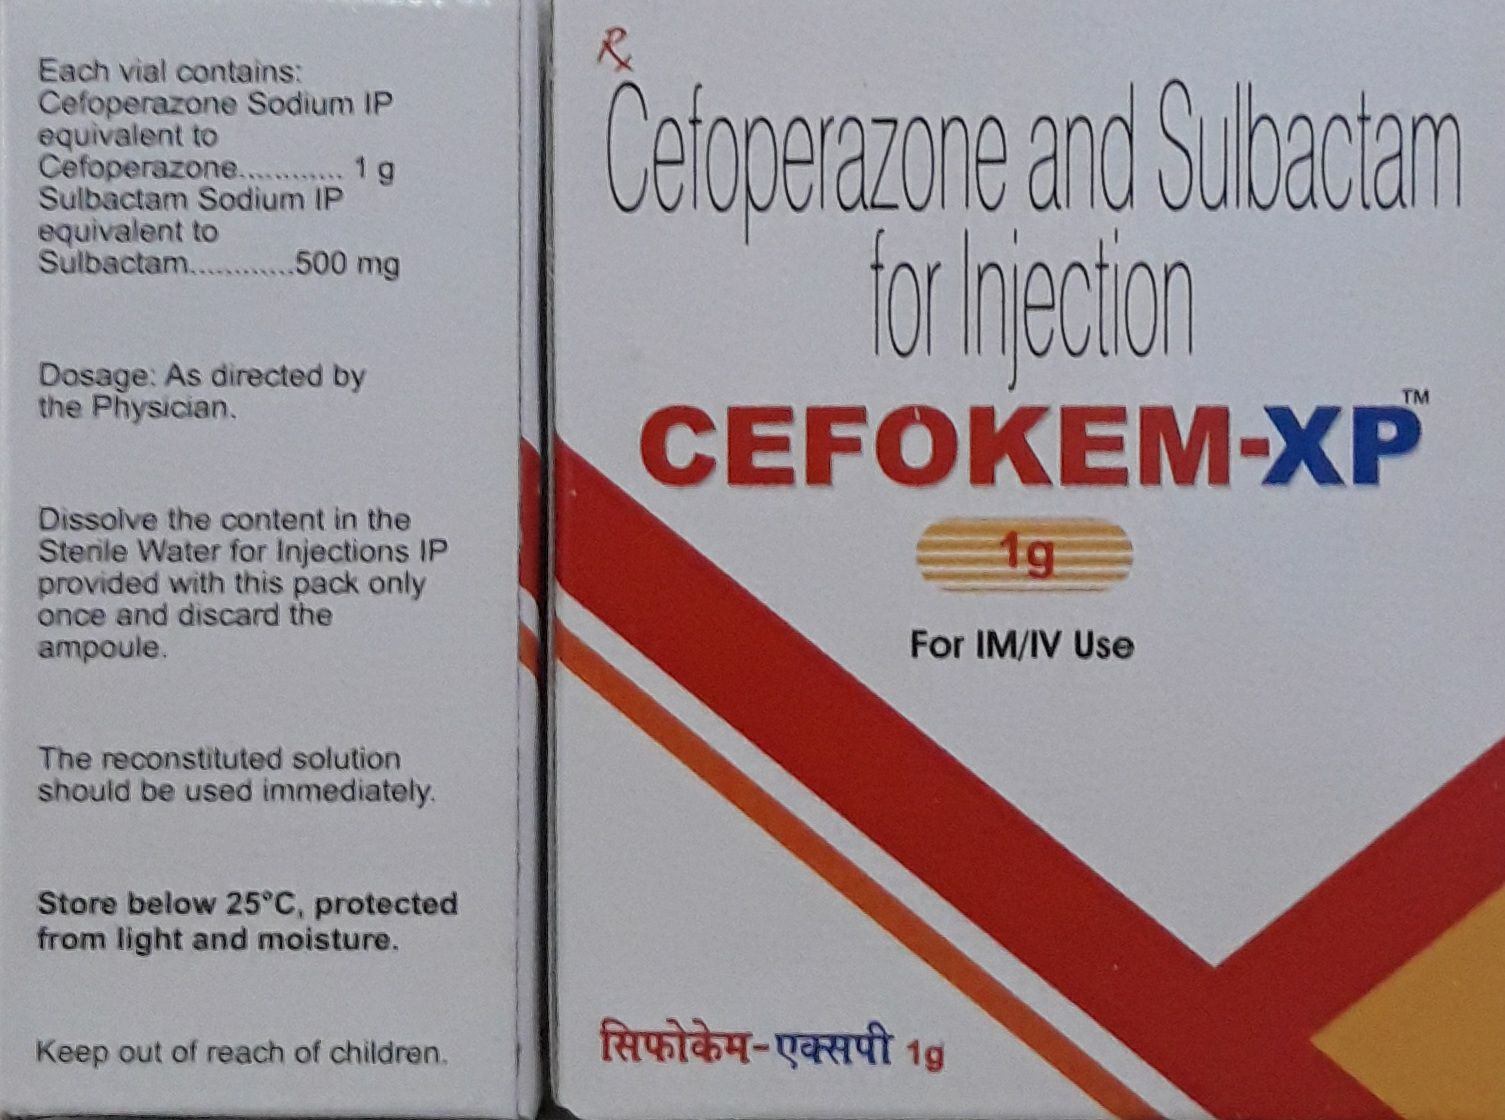 Each vial contains:
Cefoperazone Sodium IP
equivalent to
Cefoperazone............ 1 g
Sulbactam Sodium IP
equivalent to
Sulbactam............500 mg
Dosage: As directed by
the Physician.
Dissolve the content in the
Sterile Water for Injections IP
provided with this pack only
once and discard the
ampoule.
The reconstituted solution
should be used immediately.
Store below 25°C, protected
from light and moisture.
Keep out of reach of children.
Rx
Cefoperazone and Sulbactam
for Injection
CEFOKEM-XP™
1g
For IM/IV Use
सिफोकेम-एक्सपी 1g